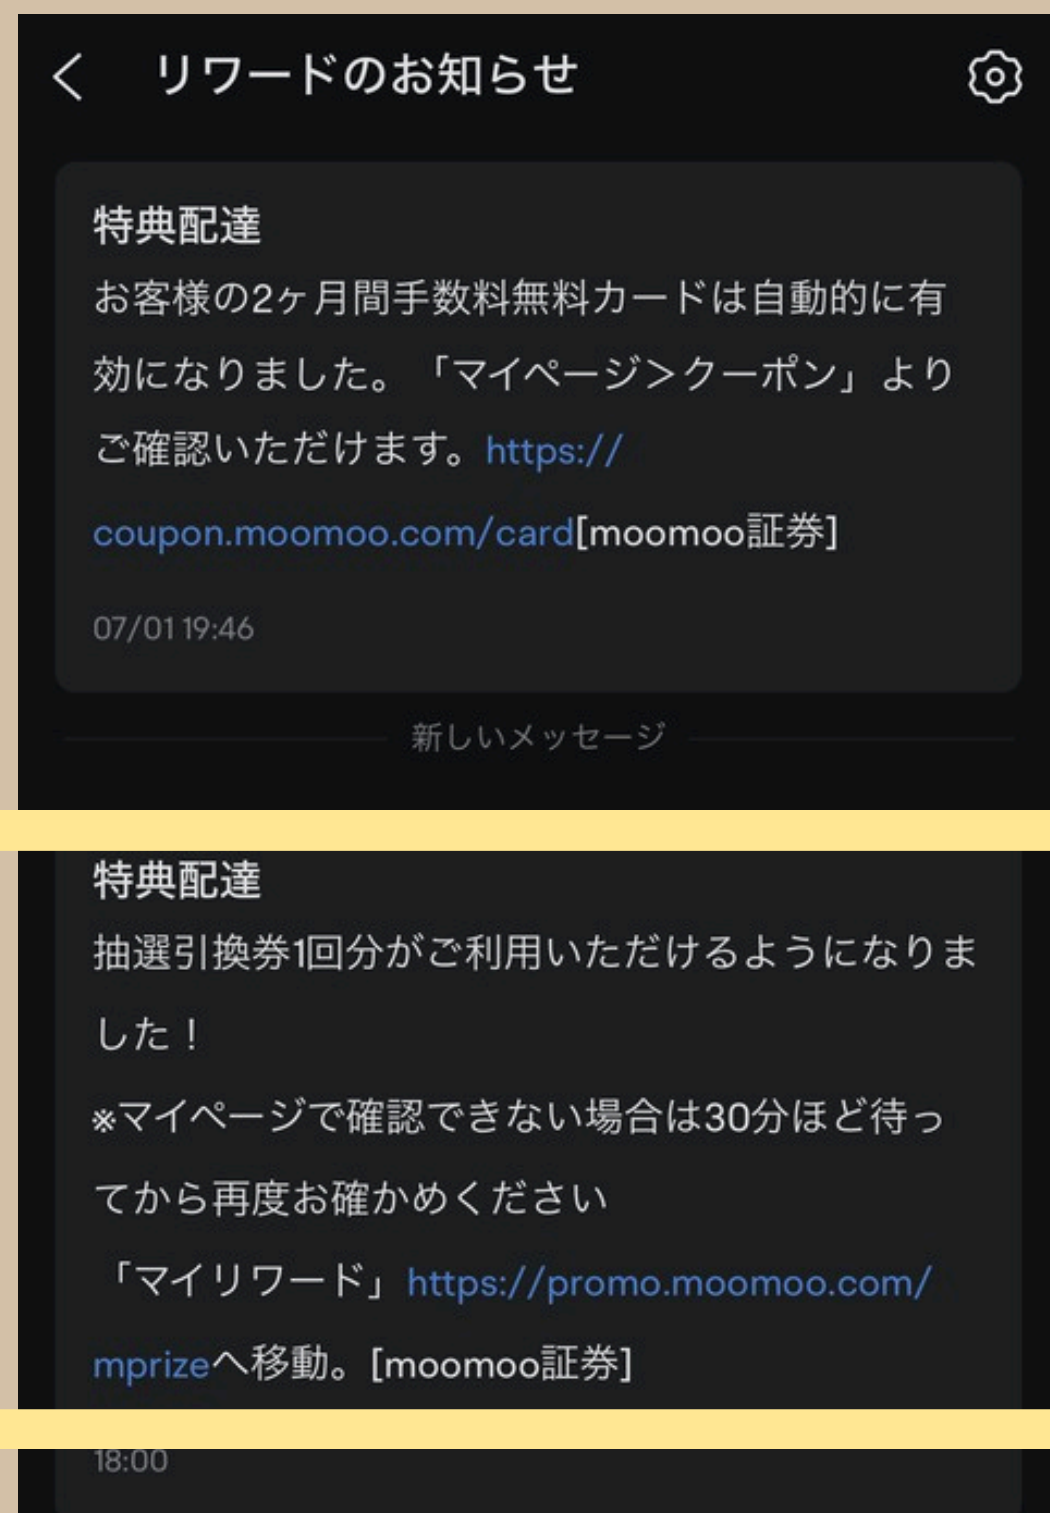 リワードのお知らせ
特典配達
お客様の2ヶ月間手数料無料カードは自動的に有
効になりました。「マイページ＞クーポン」より
ご確認いただけます。https://
coupon.moomoo.com/card[moomoo証券]
07/01 19:46
新しいメッセージ
特典配達
抽選引換券1回分がご利用いただけるようになりま
した！
※マイページで確認できない場合は30分ほど待っ
てから再度お確かめください
「マイリワード」https://promo.moomoo.com/
mprizeへ移動。[moomoo証券]
18:00